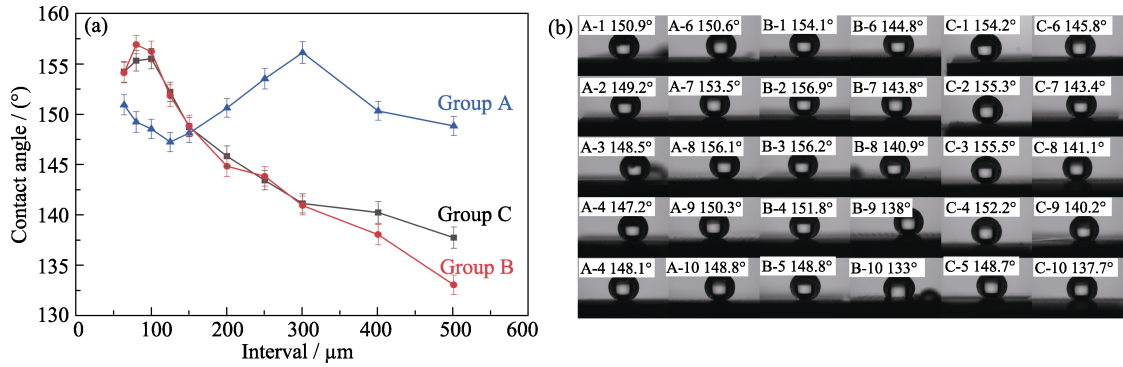 (a)
160
155
150
145
140
135
130
Contact angle / (°)
0
100
200
300
400
500
600
Interval / µm
Group A
Group C
Group B
(b)
A-1 150.9°
A-6 150.6°
B-1 154.1°
B-6 144.8°
C-1 154.2°
C-6 145.8°
A-2 149.2°
A-7 153.5°
B-2 156.9°
B-7 143.8°
C-2 155.3°
C-7 143.4°
A-3 148.5°
A-8 156.1°
B-3 156.2°
B-8 140.9°
C-3 155.5°
C-8 141.1°
A-4 147.2°
A-9 150.3°
B-4 151.8°
B-9 138°
C-4 152.2°
C-9 140.2°
A-4 148.1°
A-10 148.8°
B-5 148.8°
B-10 133°
C-5 148.7°
C-10 137.7°